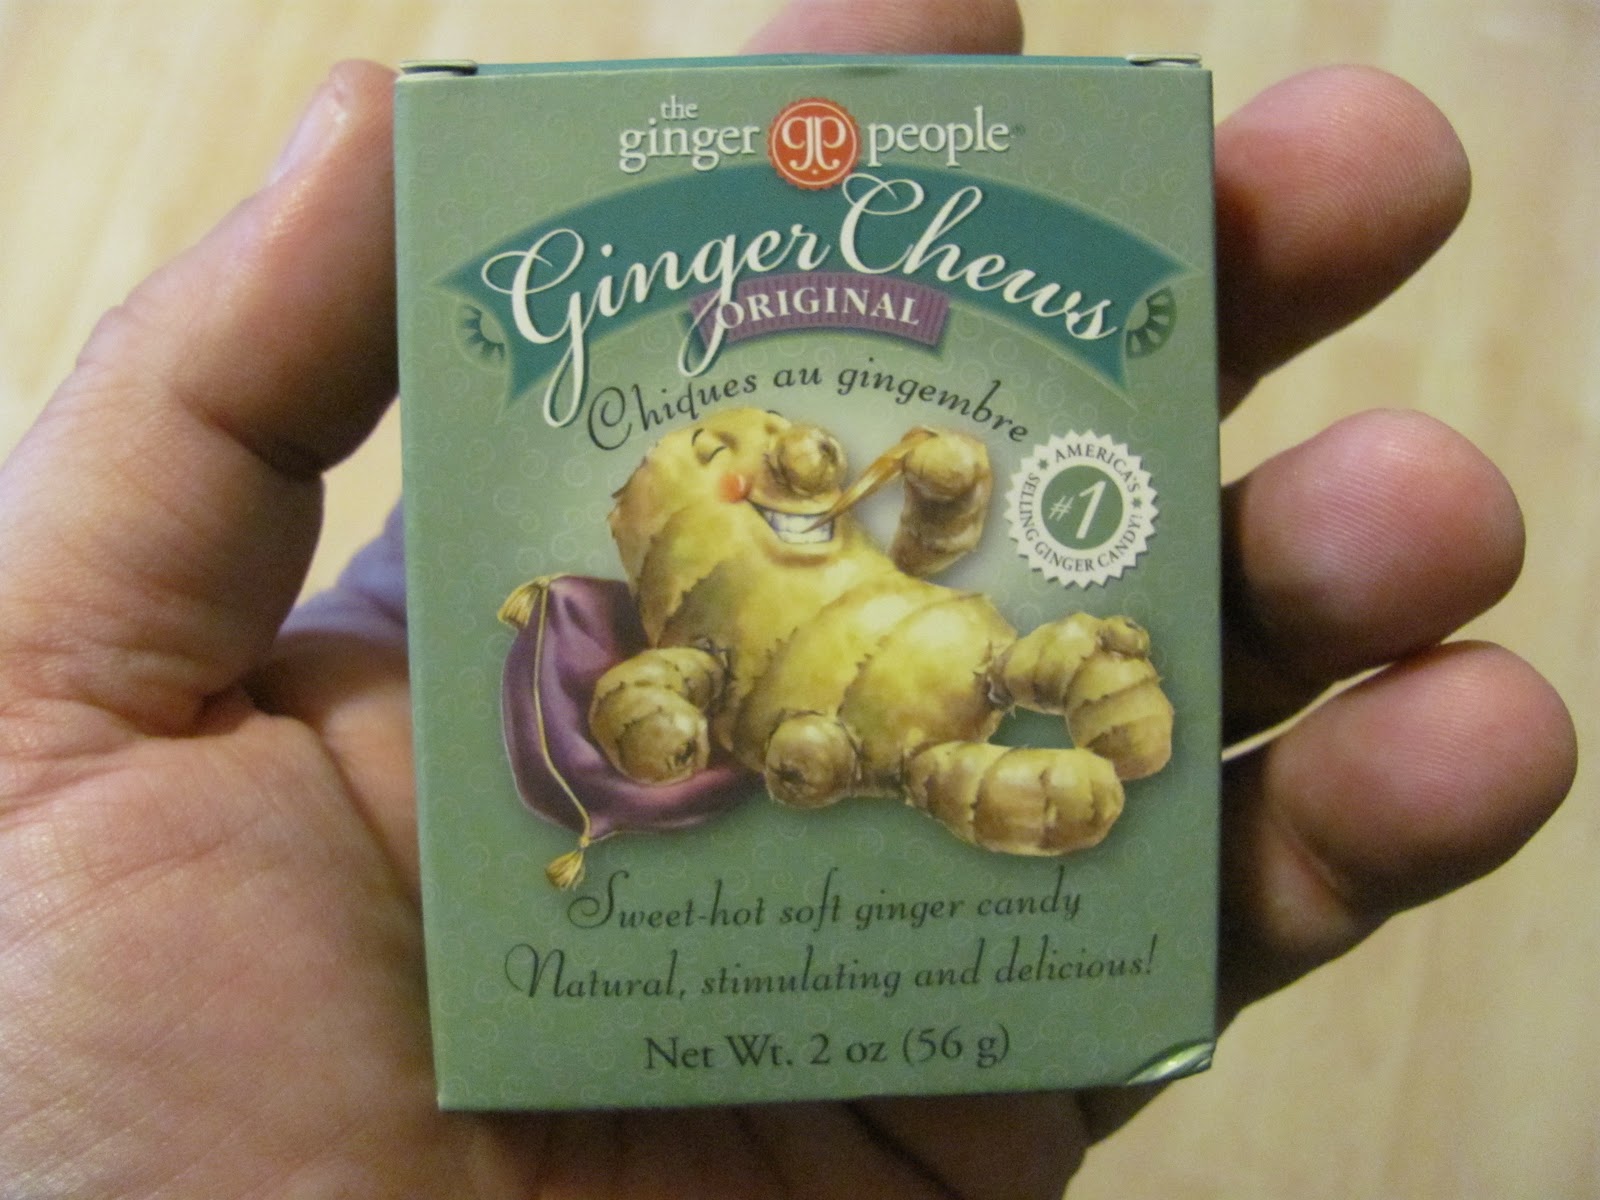 the
ginger gp people®
Ginger Chews
ORIGINAL
Chiques au gingembre
AMERICA'S
#1
SELLING GINGER CANDY!
Sweet-hot soft ginger candy
Natural, stimulating and delicious!
Net Wt. 2 oz (56 g)